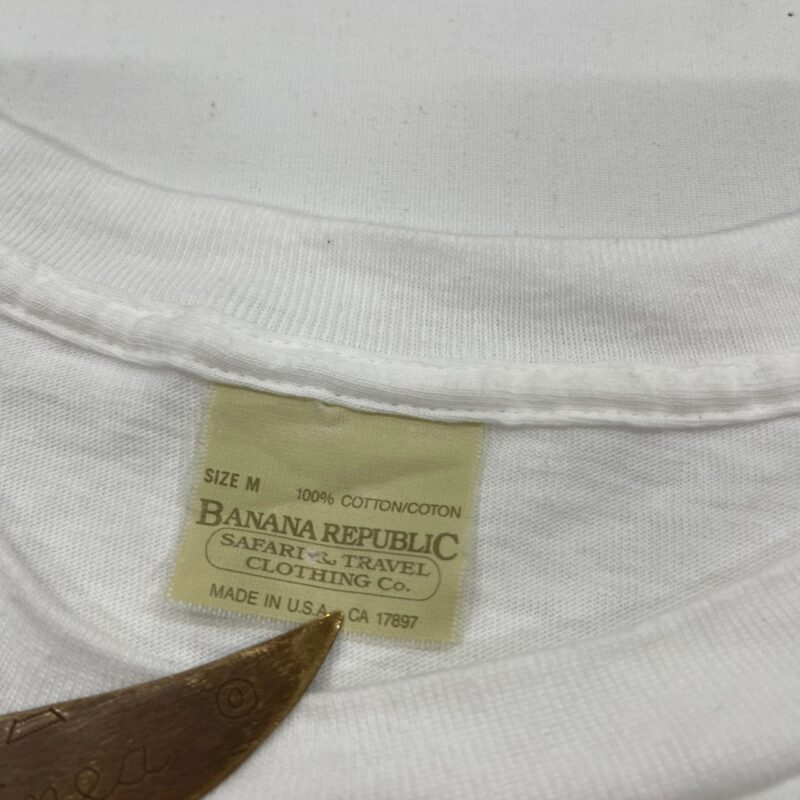 SIZE M 100% COTTON/COTON
BANANA REPUBLIC
SAFARI & TRAVEL
CLOTHING CO.
MADE IN U.S.A. CA 17897